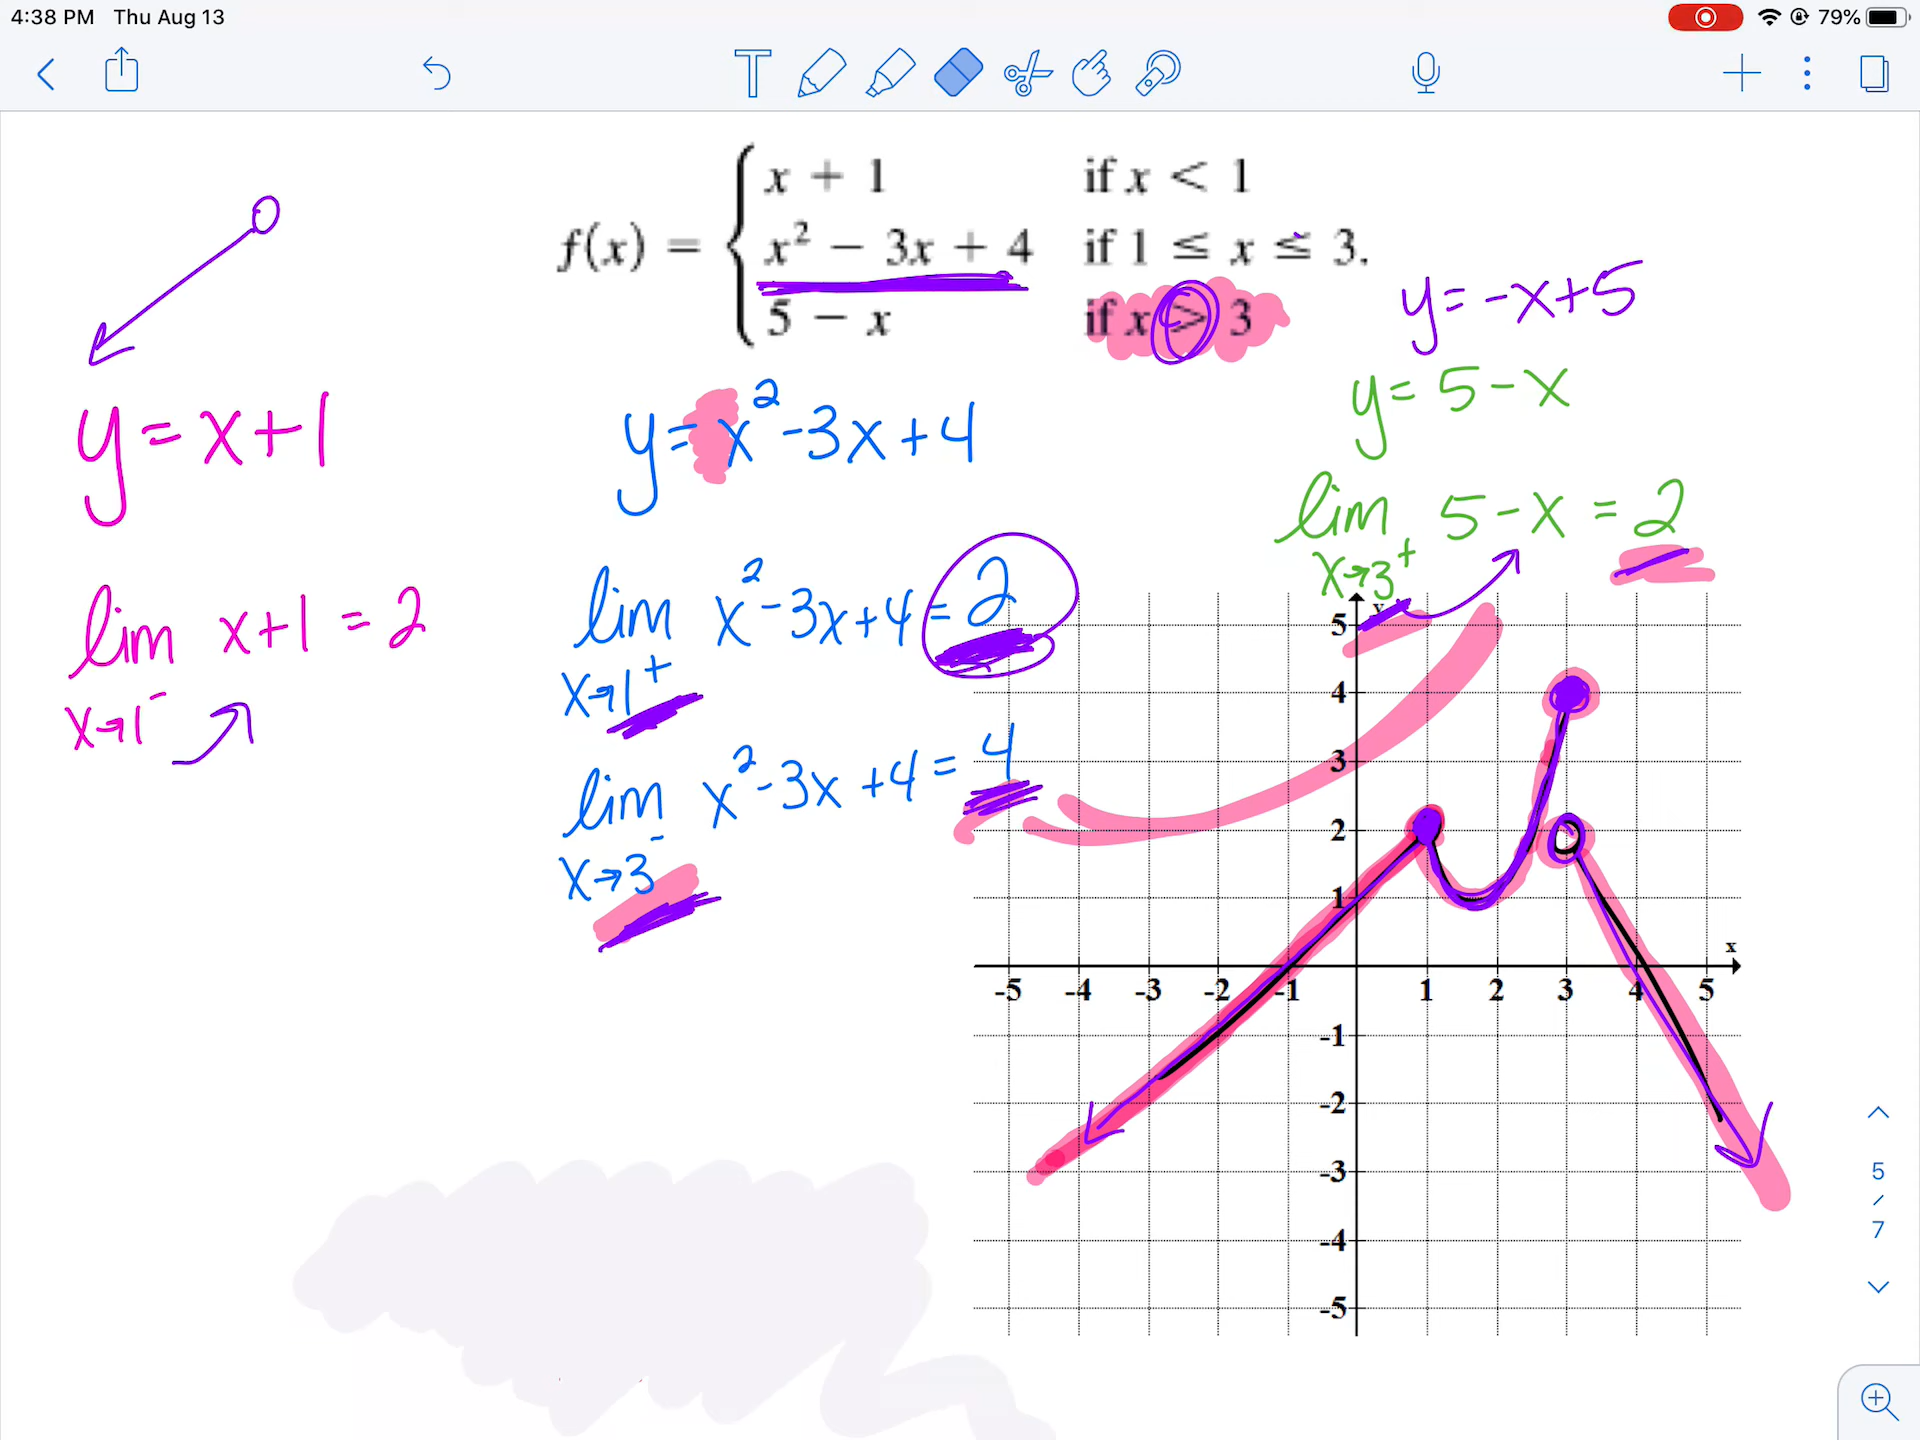 4:38 PM Thu Aug 13
79%
T
f(x) = { x + 1 if x < 1
x² − 3x + 4 if 1 ≤ x ≤ 3.
5 − x if x > 3
y = -x+5
y = 5-x
y = x+1
y = x²-3x+4
lim x→3⁺ 5-x = 2
lim x→1⁻ x+1 = 2
lim x→1⁺ x²-3x+4 = 2
lim x→3⁻ x²-3x+4 = 4
y
5
4
3
2
1
x
-5 -4 -3 -2 -1 1 2 3 4 5
-1
-2
-3
-4
-5
5
/
7